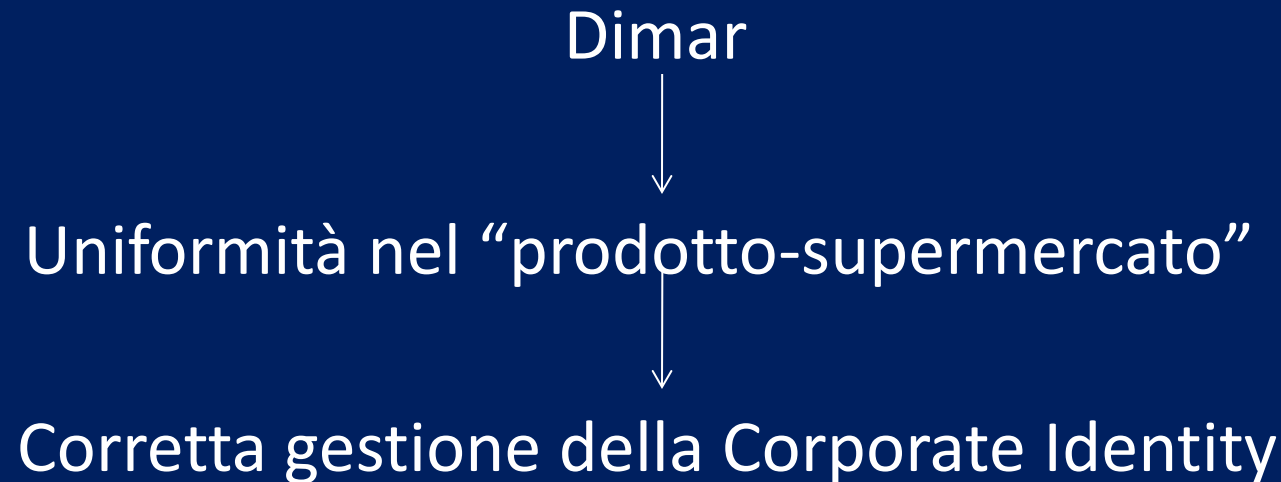 Dimar
Uniformità nel “prodotto-supermercato”
Corretta gestione della Corporate Identity